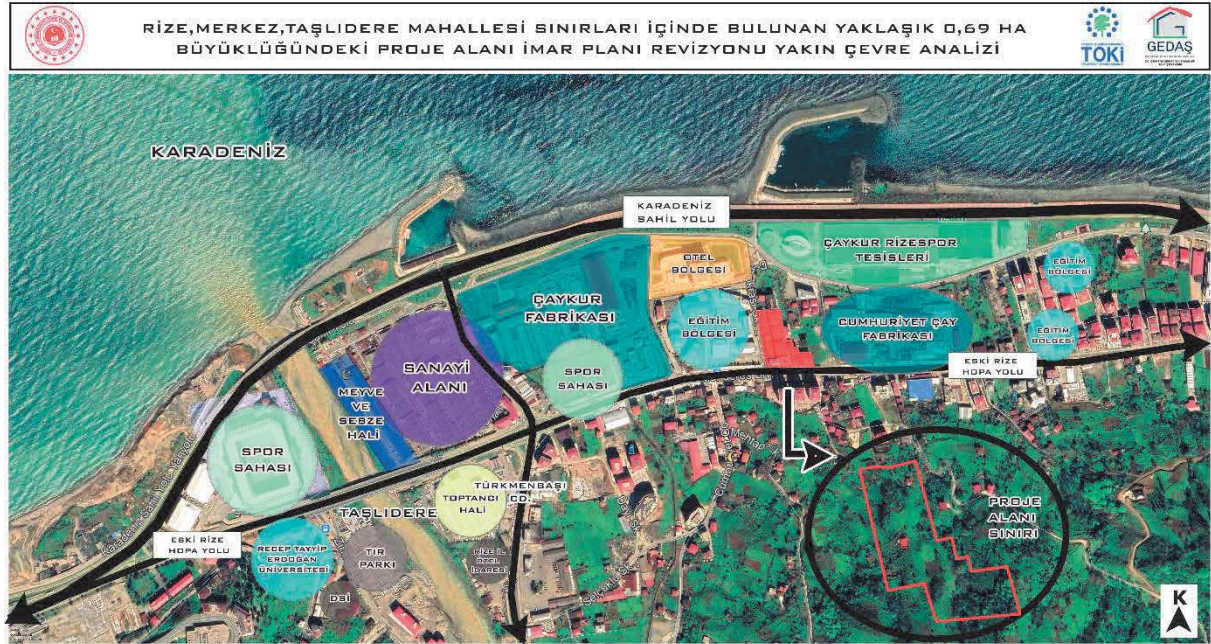 RİZE,MERKEZ,TAŞLIDERE MAHALLESİ SINIRLARI İÇİNDE BULUNAN YAKLAŞIK 0,69 HA
BÜYÜKLÜĞÜNDEKİ PROJE ALANI İMAR PLANI REVİZYONU YAKIN ÇEVRE ANALİZİ
TOKİ
GEDAŞ
KARADENİZ
KARADENİZ
SAHİL YOLU
ÇAYKUR RİZESPOR
TESİSLERİ
OTEL
BÖLGESİ
EĞİTİM
BÖLGESİ
ÇAYKUR
FABRİKASI
EĞİTİM
BÖLGESİ
CUMHURİYET ÇAY
FABRİKASI
EĞİTİM
BÖLGESİ
SANAYİ
ALANI
SPOR
SAHASI
ESKİ RİZE
HOPA YOLU
MEYVE
VE
SEBZE
HALİ
SPOR
SAHASI
TÜRKMENBAŞI
CD.
TOPTANCI
HALİ
TAŞLIDERE
PROJE
ALANI
SINIRI
ESKİ RİZE
HOPA YOLU
RECEP TAYYİP
ERDOĞAN
ÜNİVERSİTESİ
TIR
PARKI
RİZE İL
ÖZEL
İDARESİ
DSİ
K